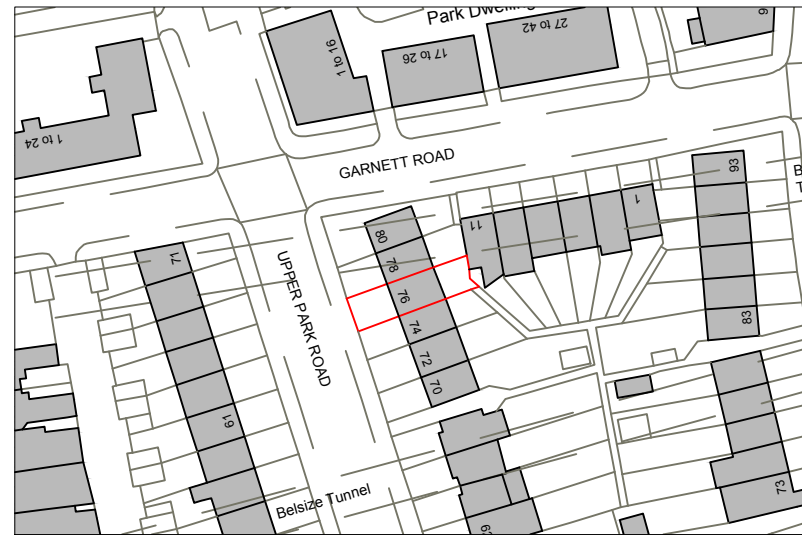 Park Dwelling
27 to 42
17 to 26
1 to 16
1 to 24
GARNETT ROAD
93
11
1
80
78
76
74
72
70
71
UPPER PARK ROAD
83
61
Belsize Tunnel
73